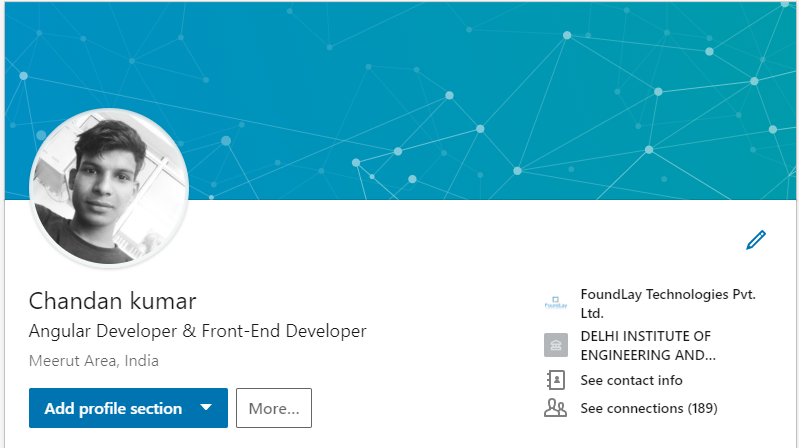 Chandan kumar
Angular Developer & Front-End Developer
Meerut Area, India
Add profile section
More...
FoundLay
FoundLay Technologies Pvt.
Ltd.
DELHI INSTITUTE OF
ENGINEERING AND...
See contact info
See connections (189)